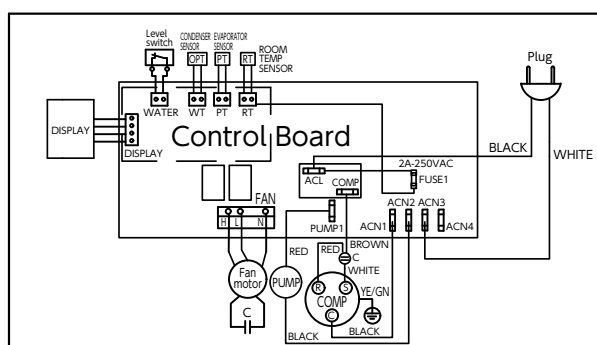 Level
switch
CONDENSER
SENSOR
OPT
EVAPORATOR
SENSOR
PT
RT
ROOM
TEMP
SENSOR
Plug
WATER
WT
PT
RT
DISPLAY
DISPLAY
Control Board
BLACK
WHITE
2A-250VAC
ACL
FUSE1
COMP
FAN
H
L
N
PUMP1
ACN1
ACN2
ACN3
ACN4
RED
RED
BROWN
C
WHITE
Fan
motor
PUMP
R
S
COMP
YE/GN
C
C
BLACK
BLACK